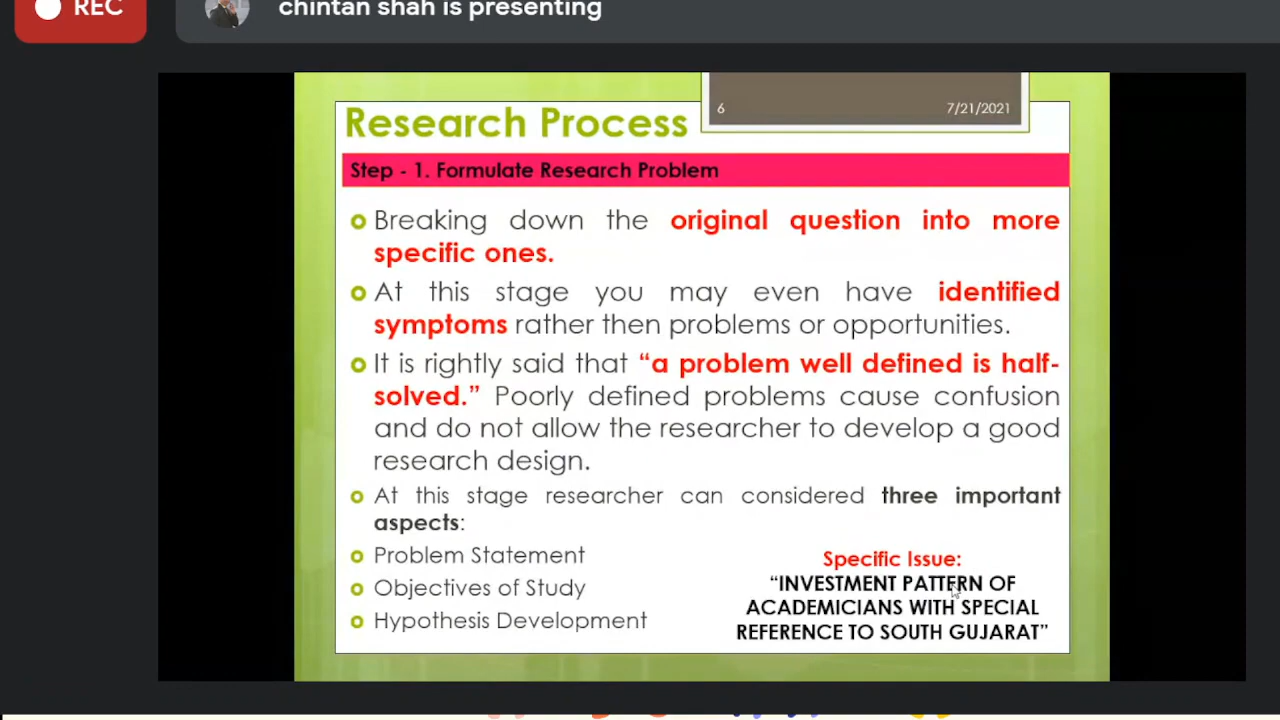 REC
chintan shah is presenting
6
7/21/2021
Research Process
Step - 1. Formulate Research Problem
Breaking down the original question into more
specific ones.
At this stage you may even have identified
symptoms rather then problems or opportunities.
It is rightly said that “a problem well defined is half-
solved.” Poorly defined problems cause confusion
and do not allow the researcher to develop a good
research design.
At this stage researcher can considered three important
aspects:
Problem Statement
Objectives of Study
Hypothesis Development
Specific Issue:
“INVESTMENT PATTERN OF
ACADEMICIANS WITH SPECIAL
REFERENCE TO SOUTH GUJARAT”